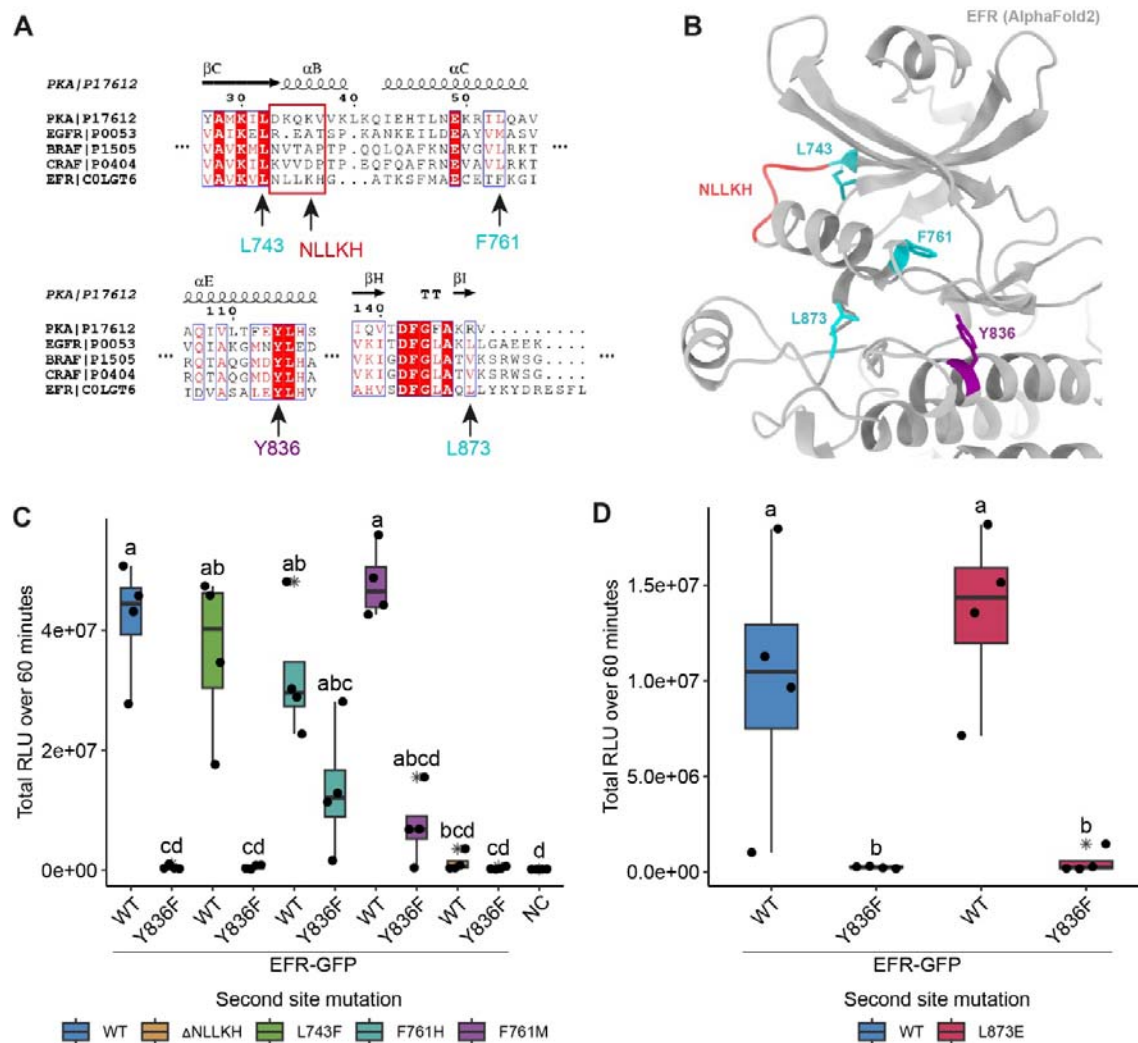 A
βC αB αC
PKA|P17612
30 40 50
PKA|P17612 YAMKILDKQKVVKLKQIEHTLNEKRILQAV
EGFR|P0053 VAIKELR.EATSP.KANKEILDEAYVMASV
BRAF|P1505 VAVKMLNVTAPTPQQLQAFKNEVGVLRKT
CRAF|P0404 VAVKILKVVDPTPEQFQAFRNEVAVLRKT
EFR|C0LGT6 VAVKVLNLLKHG...ATKSFMAECETFKGI
... ...
L743 NLLKH F761
αE βH TT βI
PKA|P17612
110 140
PKA|P17612 AQIVLTFEYLHS IQVTDFGFAKRV..........
EGFR|P0053 VQIAKGMNYLED VKITDFGLAKLLGAEEK.....
BRAF|P1505 RQTAQGMDYLHA VKIGDFGLATVKSRWSG.....
CRAF|P0404 RQTAQGMDYLHA VKIGDFGLATVKSRWSG.....
EFR|C0LGT6 IDVASALEYLHV AHVSDFGLAQLLYKYDRESFL
... ... ...
Y836 L873
B
EFR (AlphaFold2)
L743
NLLKH
F761
L873
Y836
C
Total RLU over 60 minutes
4e+07
2e+07
0e+00
a cd ab cd ab abc a abcd bcd cd d
WT Y836F WT Y836F WT Y836F WT Y836F WT Y836F NC
EFR-GFP
Second site mutation
WT ΔNLLKH L743F F761H F761M
D
Total RLU over 60 minutes
1.5e+07
1.0e+07
5.0e+06
0.0e+00
a b a b
WT Y836F WT Y836F
EFR-GFP
Second site mutation
WT L873E